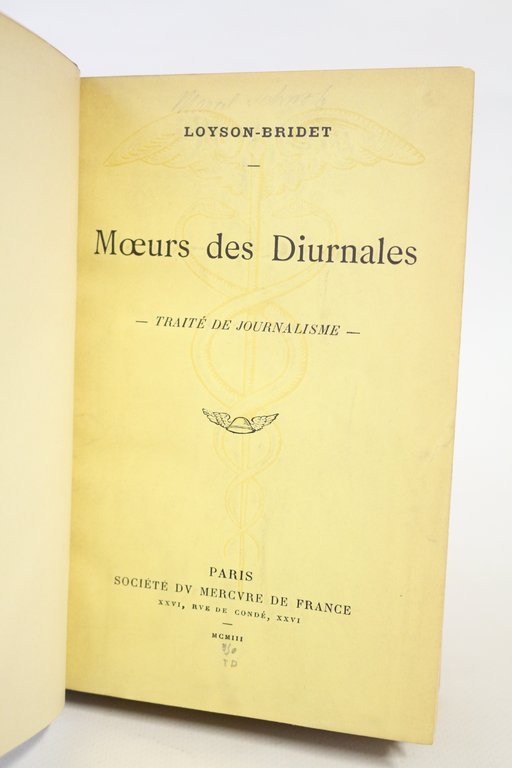 LOYSON-BRIDET
—
Mœurs des Diurnales
— TRAITÉ DE JOURNALISME —
PARIS
SOCIÉTÉ DV MERCVRE DE FRANCE
XXVI, RVE DE CONDÉ, XXVI
—
MCMIII
TD